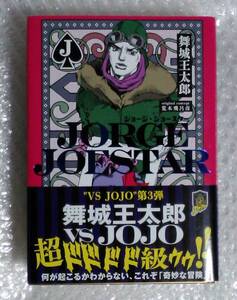 J
舞城王太郎
original concept
荒木飛呂彦
ジョージ・ジョースター
JORGE
JOESTAR
"VS JOJO"第3弾
舞城王太郎
VS JOJO
超ドドドド級ゥゥ!!
何が起こるかわからない、これぞ「奇妙な冒険